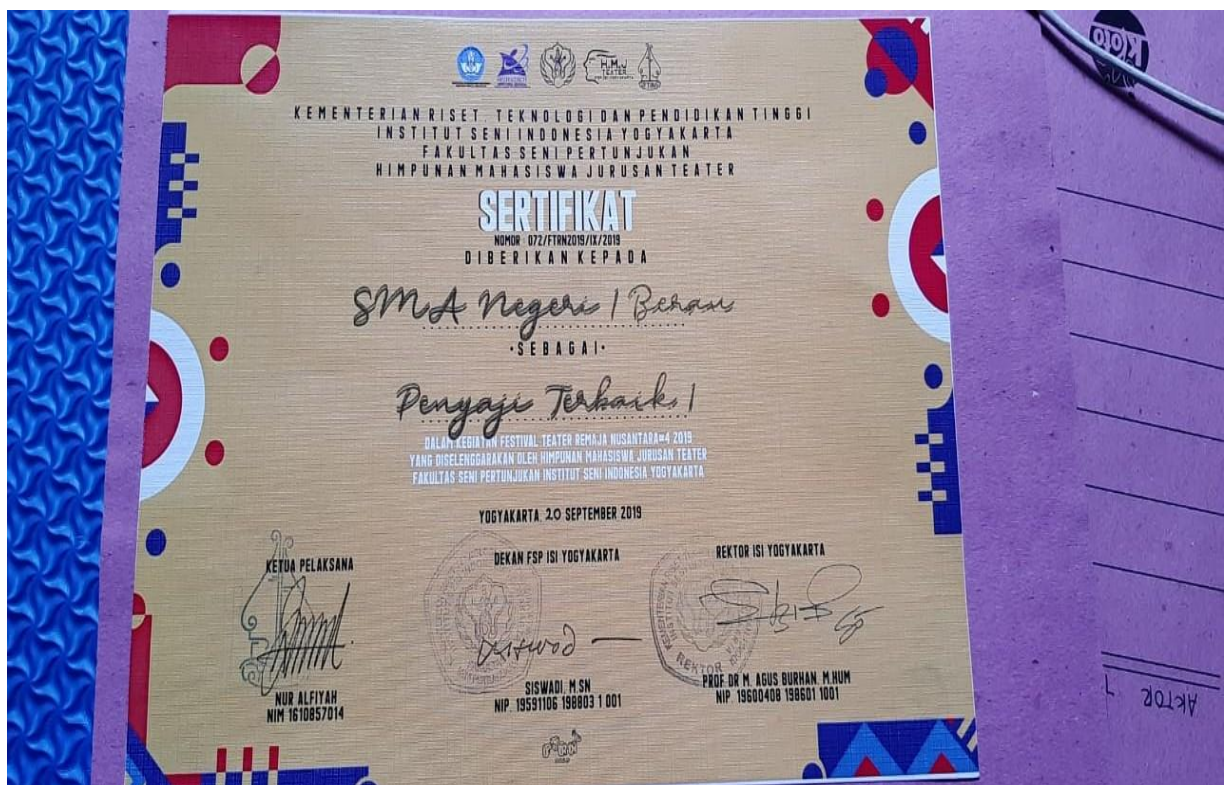 H.M.J
TEATER
KEMENTERIAN RISET, TEKNOLOGI DAN PENDIDIKAN TINGGI
INSTITUT SENI INDONESIA YOGYAKARTA
FAKULTAS SENI PERTUNJUKAN
HIMPUNAN MAHASISWA JURUSAN TEATER
SERTIFIKAT
NOMOR : 072/FTRN2019/IX/2019
DIBERIKAN KEPADA
SMA Negeri 1 Berau
•SEBAGAI•
Penyaji Terbaik 1
DALAM KEGIATAN FESTIVAL TEATER REMAJA NUSANTARA#4 2019
YANG DISELENGGARAKAN OLEH HIMPUNAN MAHASISWA JURUSAN TEATER
FAKULTAS SENI PERTUNJUKAN INSTITUT SENI INDONESIA YOGYAKARTA
YOGYAKARTA, 20 SEPTEMBER 2019
KETUA PELAKSANA
NUR ALFIYAH
NIM 1610857014
DEKAN FSP ISI YOGYAKARTA
SISWADI, M.SN
NIP. 19591106 198803 1 001
REKTOR ISI YOGYAKARTA
REKTOR
PROF. DR. M. AGUS BURHAN, M.HUM
NIP. 19600408 198601 1001
AKTOR